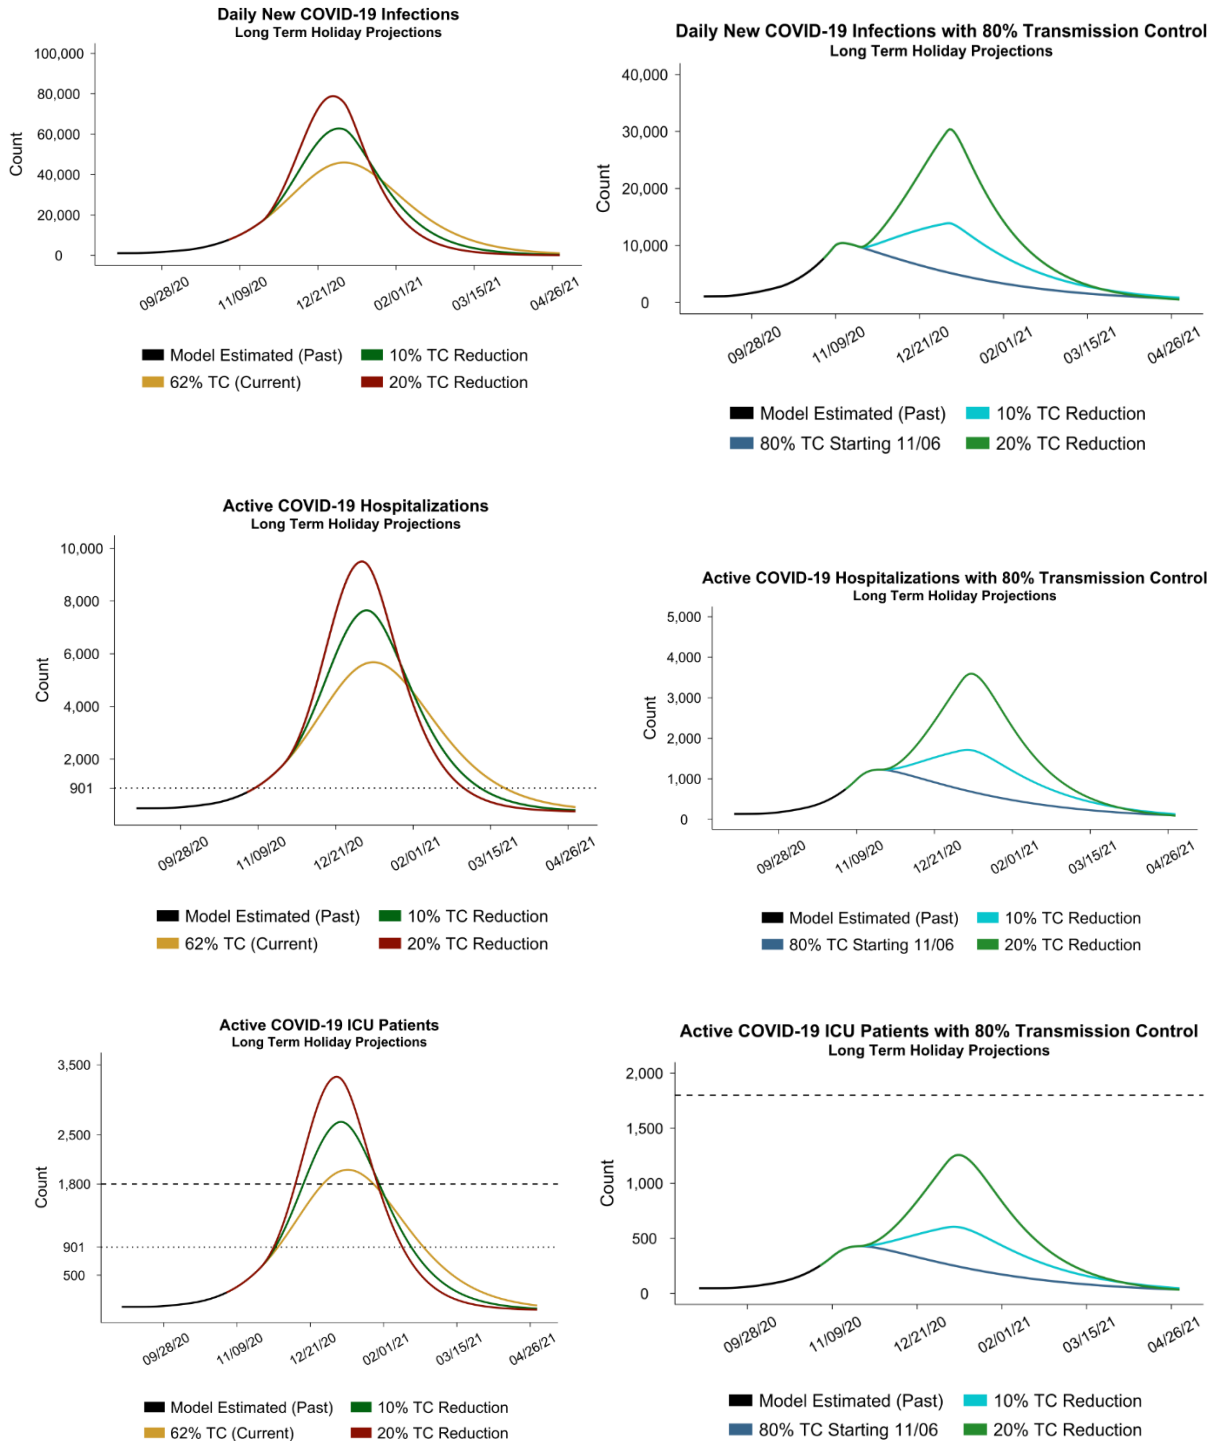 Daily New COVID-19 Infections
Long Term Holiday Projections
100,000
80,000
60,000
40,000
20,000
0
Count
09/28/20
11/09/20
12/21/20
02/01/21
03/15/21
04/26/21
Model Estimated (Past)
10% TC Reduction
62% TC (Current)
20% TC Reduction
Daily New COVID-19 Infections with 80% Transmission Control
Long Term Holiday Projections
40,000
30,000
20,000
10,000
0
Count
09/28/20
11/09/20
12/21/20
02/01/21
03/15/21
04/26/21
Model Estimated (Past)
10% TC Reduction
80% TC Starting 11/06
20% TC Reduction
Active COVID-19 Hospitalizations
Long Term Holiday Projections
10,000
8,000
6,000
4,000
2,000
901
Count
09/28/20
11/09/20
12/21/20
02/01/21
03/15/21
04/26/21
Model Estimated (Past)
10% TC Reduction
62% TC (Current)
20% TC Reduction
Active COVID-19 Hospitalizations with 80% Transmission Control
Long Term Holiday Projections
5,000
4,000
3,000
2,000
1,000
0
Count
09/28/20
11/09/20
12/21/20
02/01/21
03/15/21
04/26/21
Model Estimated (Past)
10% TC Reduction
80% TC Starting 11/06
20% TC Reduction
Active COVID-19 ICU Patients
Long Term Holiday Projections
3,500
2,500
1,800
901
500
Count
09/28/20
11/09/20
12/21/20
02/01/21
03/15/21
04/26/21
Model Estimated (Past)
10% TC Reduction
62% TC (Current)
20% TC Reduction
Active COVID-19 ICU Patients with 80% Transmission Control
Long Term Holiday Projections
2,000
1,500
1,000
500
0
Count
09/28/20
11/09/20
12/21/20
02/01/21
03/15/21
04/26/21
Model Estimated (Past)
10% TC Reduction
80% TC Starting 11/06
20% TC Reduction